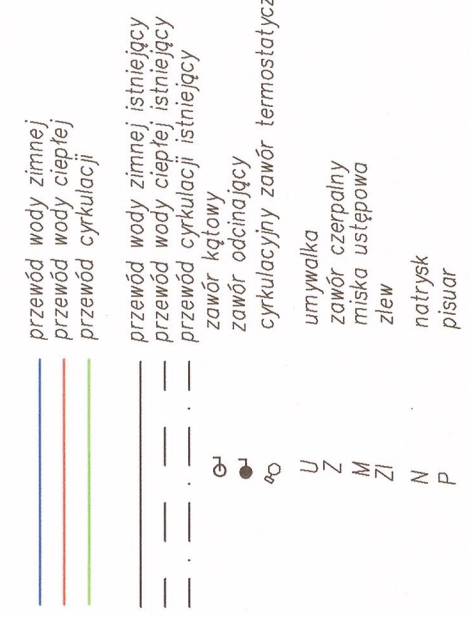 przewód wody zimnej
przewód wody ciepłej
przewód cyrkulacji
przewód wody zimnej istniejący
przewód wody ciepłej istniejący
przewód cyrkulacji istniejący
zawór kątowy
zawór odcinający
cyrkulacyjny zawór termostatycz
U umywalka
Z zawór czerpalny
M miska ustępowa
Zl zlew
N natrysk
P pisuar